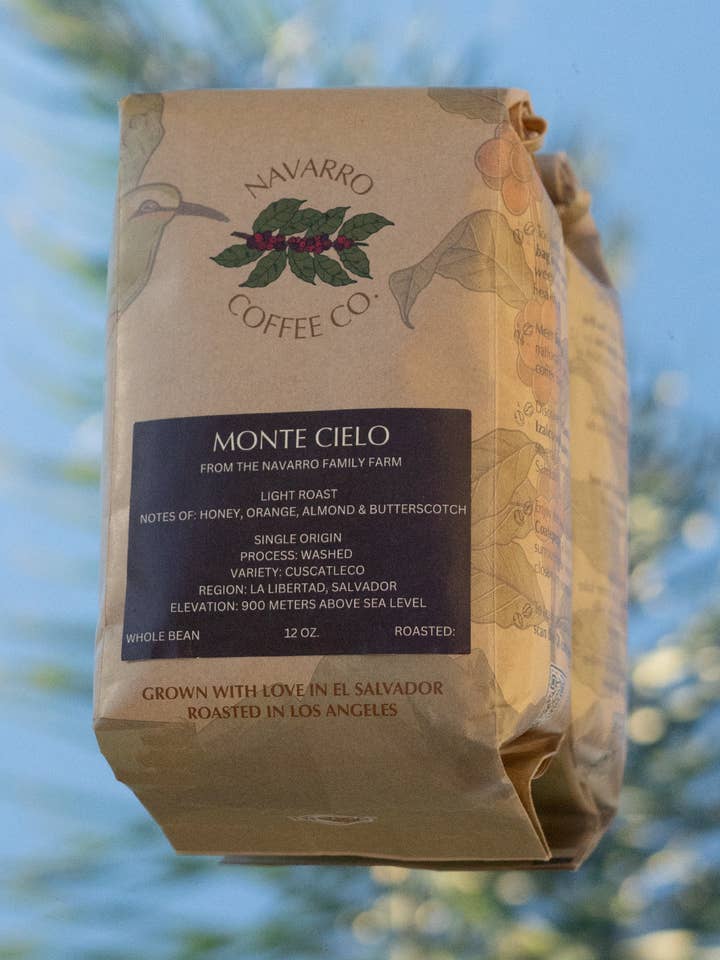 NAVARRO
COFFEE CO.
MONTE CIELO
FROM THE NAVARRO FAMILY FARM
LIGHT ROAST
NOTES OF: HONEY, ORANGE, ALMOND & BUTTERSCOTCH
SINGLE ORIGIN
PROCESS: WASHED
VARIETY: CUSCATLECO
REGION: LA LIBERTAD, SALVADOR
ELEVATION: 900 METERS ABOVE SEA LEVEL
WHOLE BEAN 12 OZ. ROASTED:
GROWN WITH LOVE IN EL SALVADOR
ROASTED IN LOS ANGELES